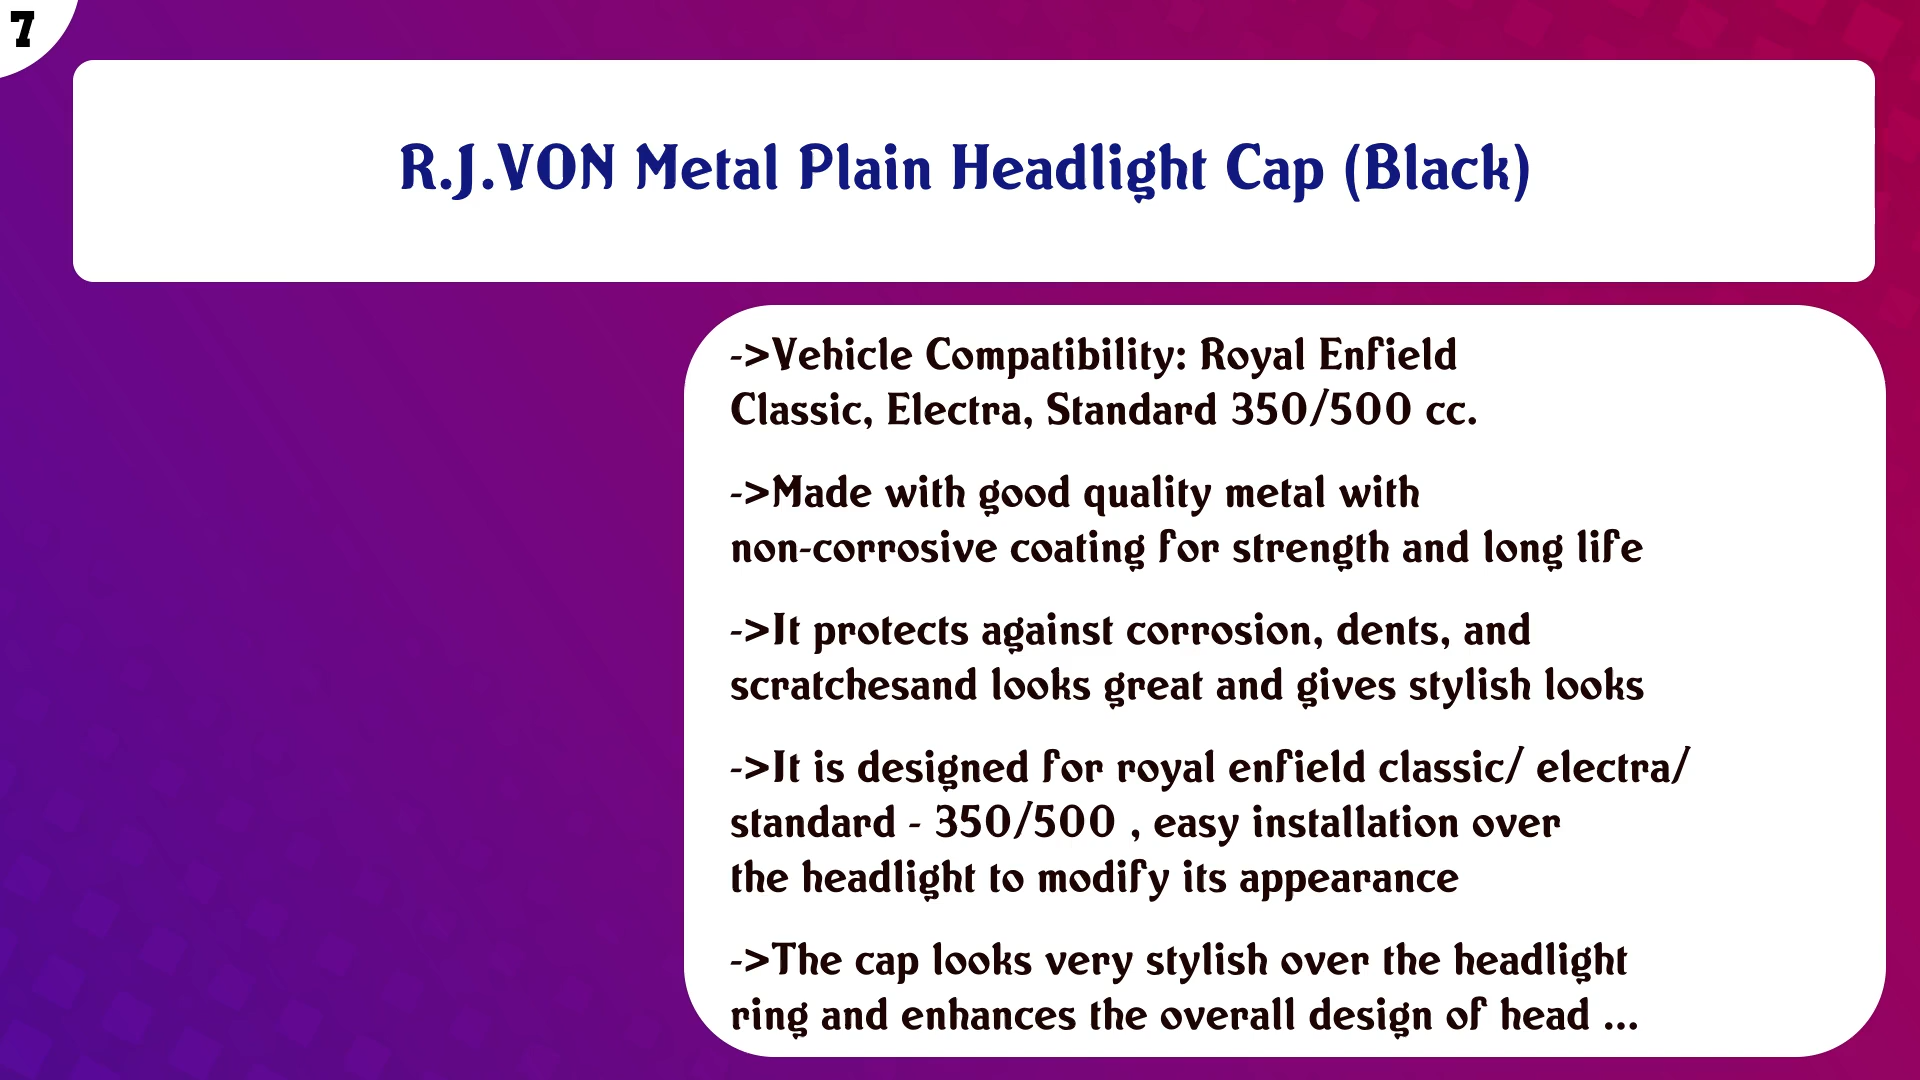 7
R.J.VON Metal Plain Headlight Cap (Black)
->Vehicle Compatibility: Royal Enfield
Classic, Electra, Standard 350/500 cc.
->Made with good quality metal with
non-corrosive coating for strength and long life
->It protects against corrosion, dents, and
scratchesand looks great and gives stylish looks
->It is designed for royal enfield classic/ electra/
standard - 350/500 , easy installation over
the headlight to modify its appearance
->The cap looks very stylish over the headlight
ring and enhances the overall design of head ...